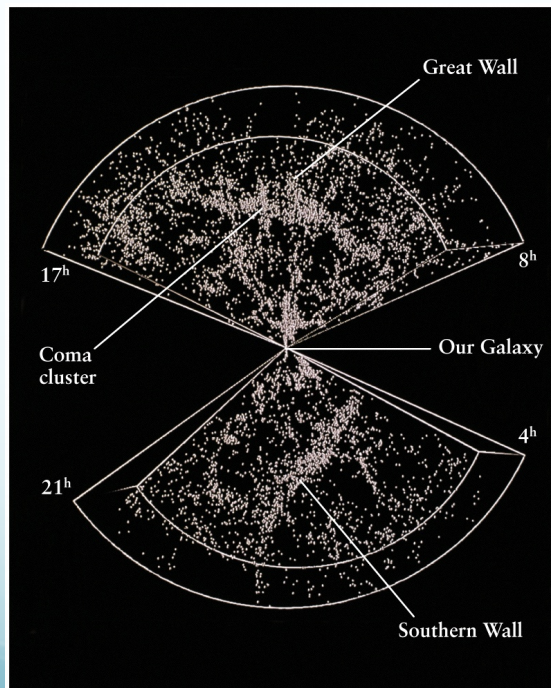 Great Wall
17h
8h
Coma
cluster
Our Galaxy
4h
21h
Southern Wall